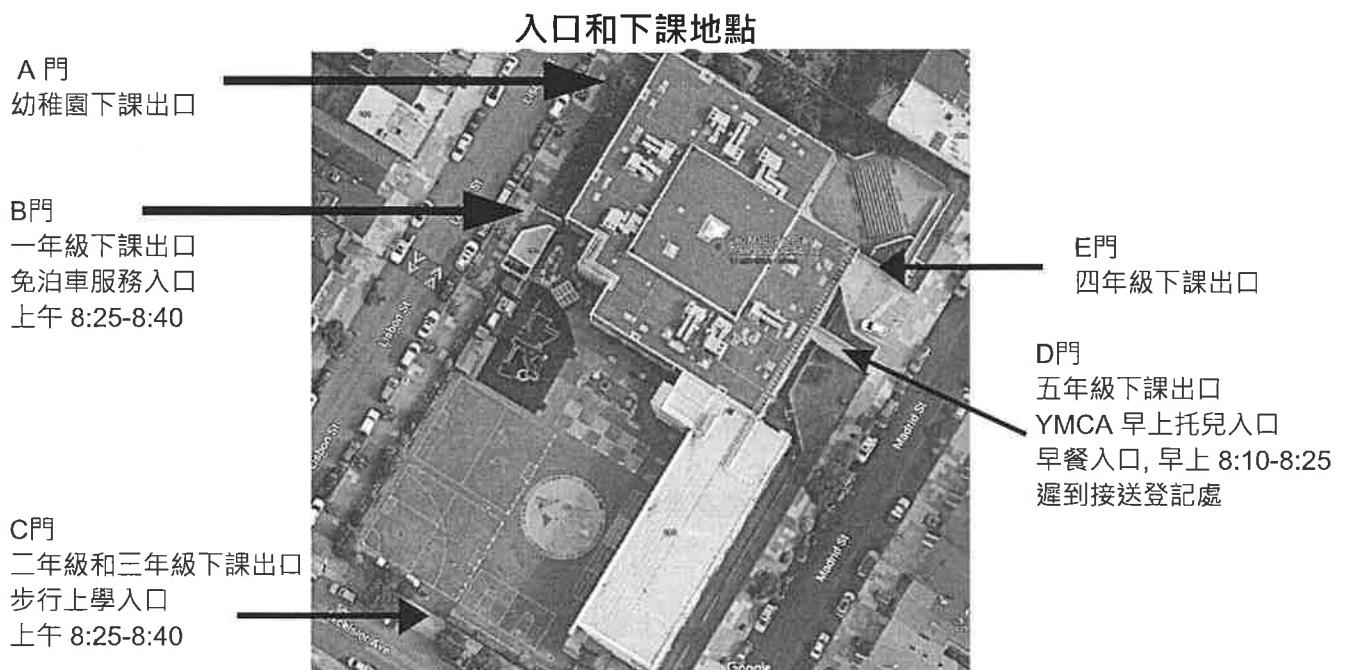 入口和下課地點
A 門
幼稚園下課出口
B門
一年級下課出口
免泊車服務入口
上午 8:25-8:40
C門
二年級和三年級下課出口
步行上學入口
上午 8:25-8:40
E門
四年級下課出口
D門
五年級下課出口
YMCA 早上托兒入口
早餐入口, 早上 8:10-8:25
遲到接送登記處
St
Lisbon St
Lisbon St
Madrid St
Madrid St
Google